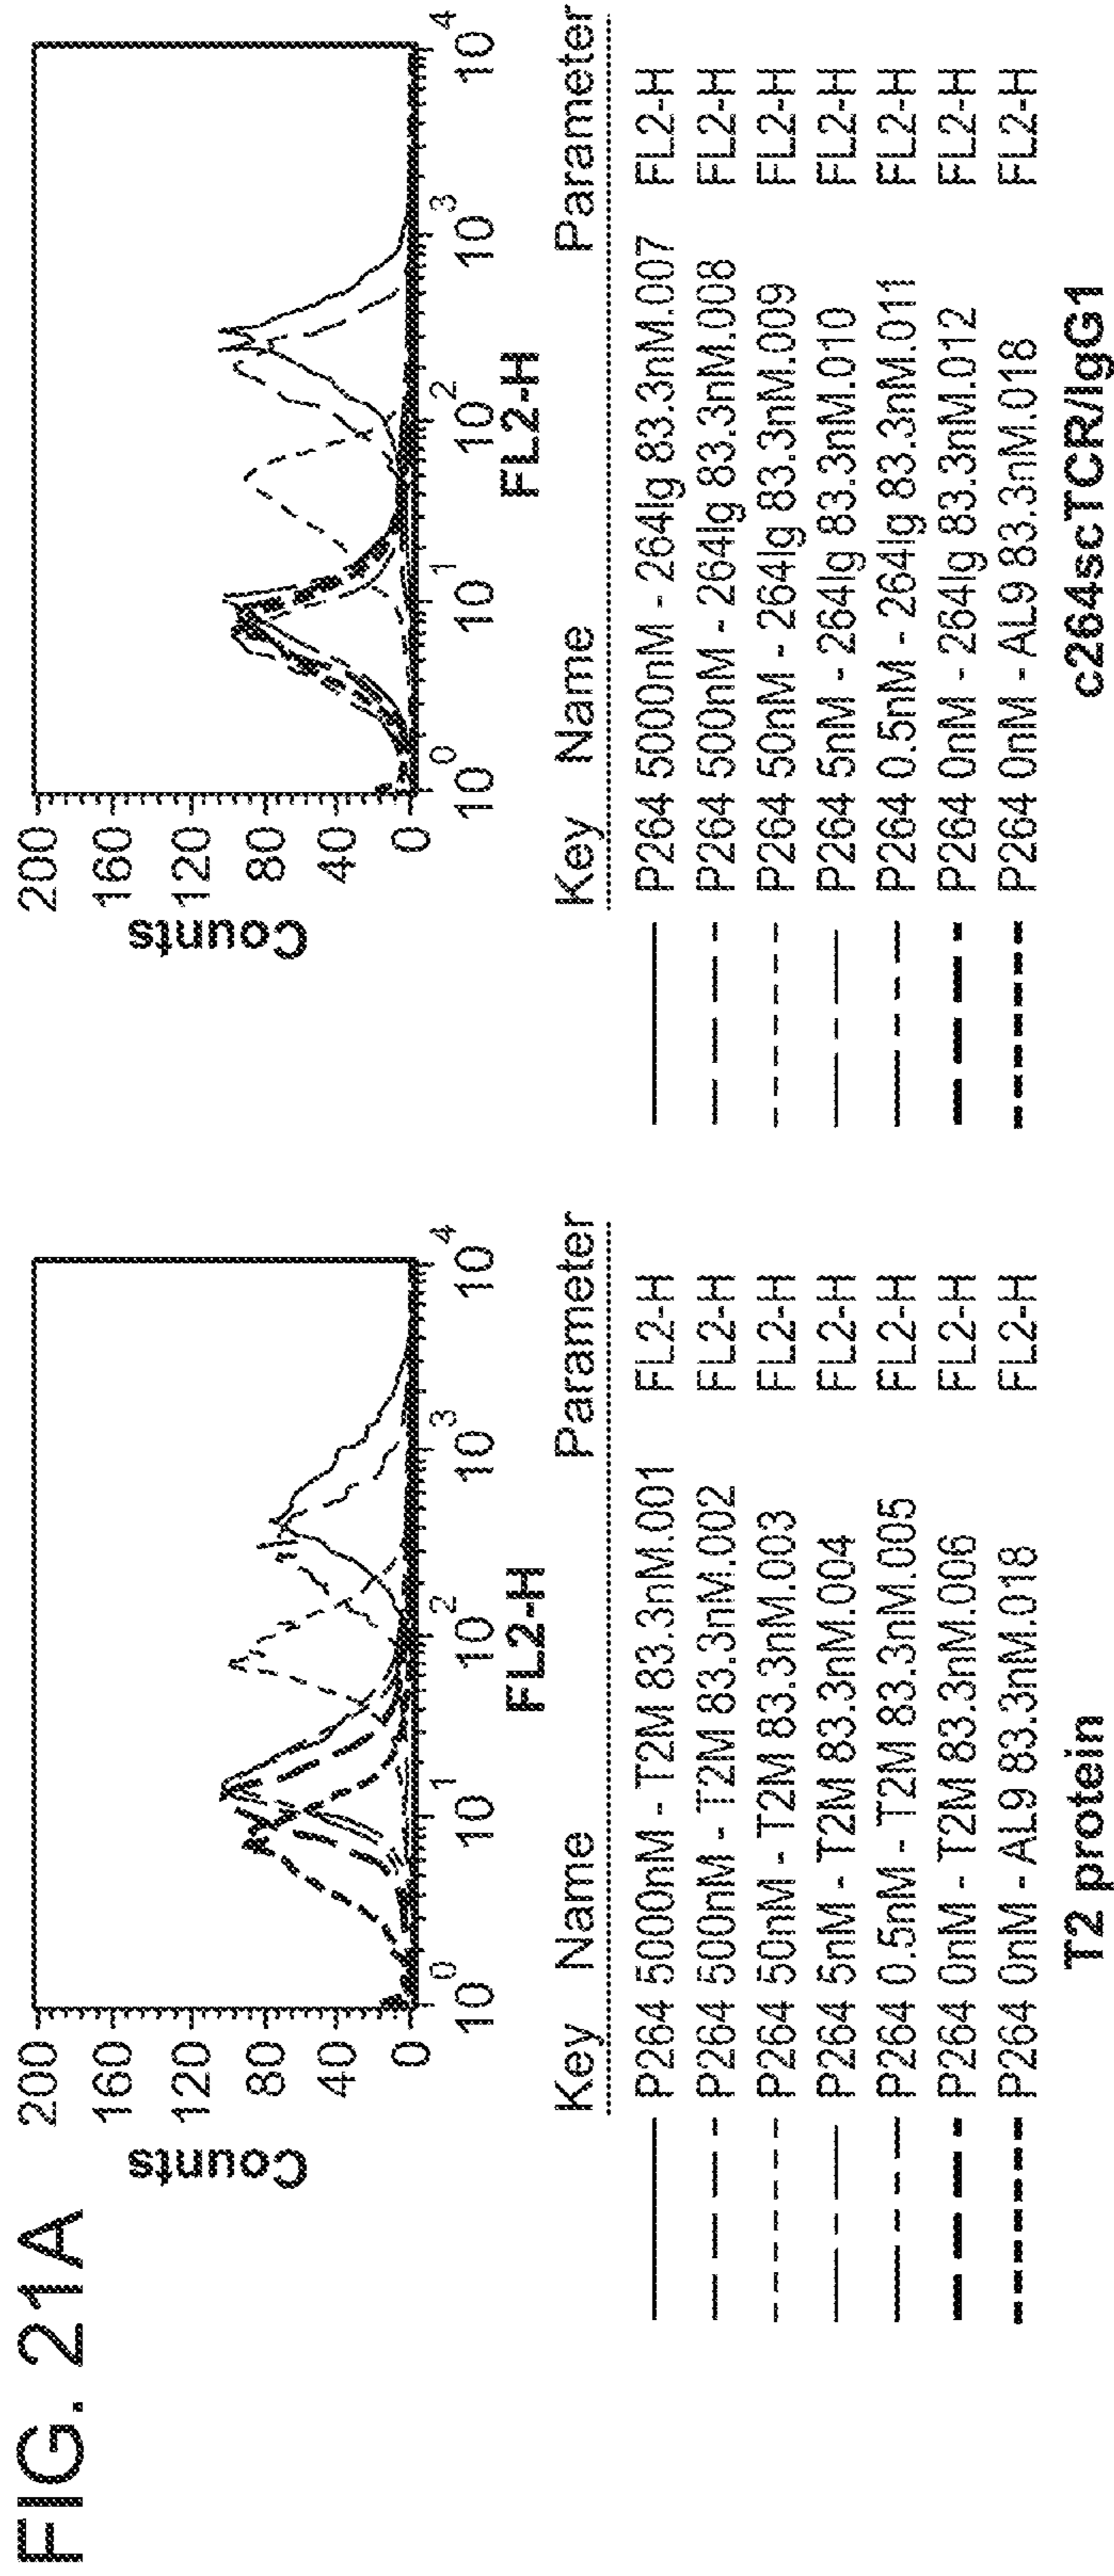 FIG. 21A
Counts
200
160
120
80
40
0
10^0 10^1 10^2 10^3 10^4
FL2-H
Key Name Parameter
P264 5000nM - T2M 83.3nM.001 FL2-H
P264 500nM - T2M 83.3nM.002 FL2-H
P264 50nM - T2M 83.3nM.003 FL2-H
P264 5nM - T2M 83.3nM.004 FL2-H
P264 0.5nM - T2M 83.3nM.005 FL2-H
P264 0nM - T2M 83.3nM.006 FL2-H
P264 0nM - AL9 83.3nM.018 FL2-H
T2 protein
Counts
200
160
120
80
40
0
10^0 10^1 10^2 10^3 10^4
FL2-H
Key Name Parameter
P264 5000nM - 264Ig 83.3nM.007 FL2-H
P264 500nM - 264Ig 83.3nM.008 FL2-H
P264 50nM - 264Ig 83.3nM.009 FL2-H
P264 5nM - 264Ig 83.3nM.010 FL2-H
P264 0.5nM - 264Ig 83.3nM.011 FL2-H
P264 0nM - 264Ig 83.3nM.012 FL2-H
P264 0nM - AL9 83.3nM.018 FL2-H
c264scTCR/IgG1